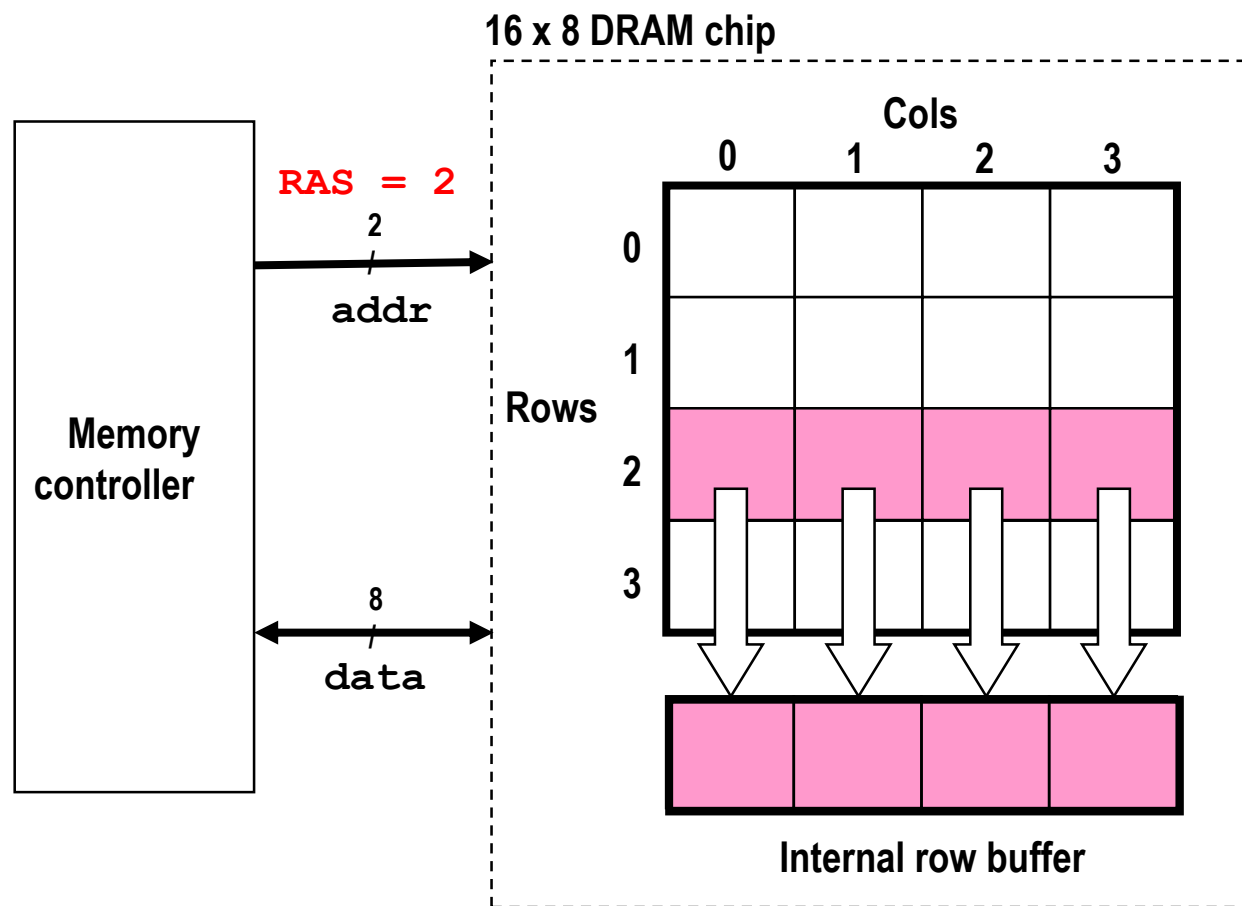 16 x 8 DRAM chip
Cols
0 1 2 3
RAS = 2
2
addr
0
1
Rows
2
3
Memory
controller
8
data
Internal row buffer